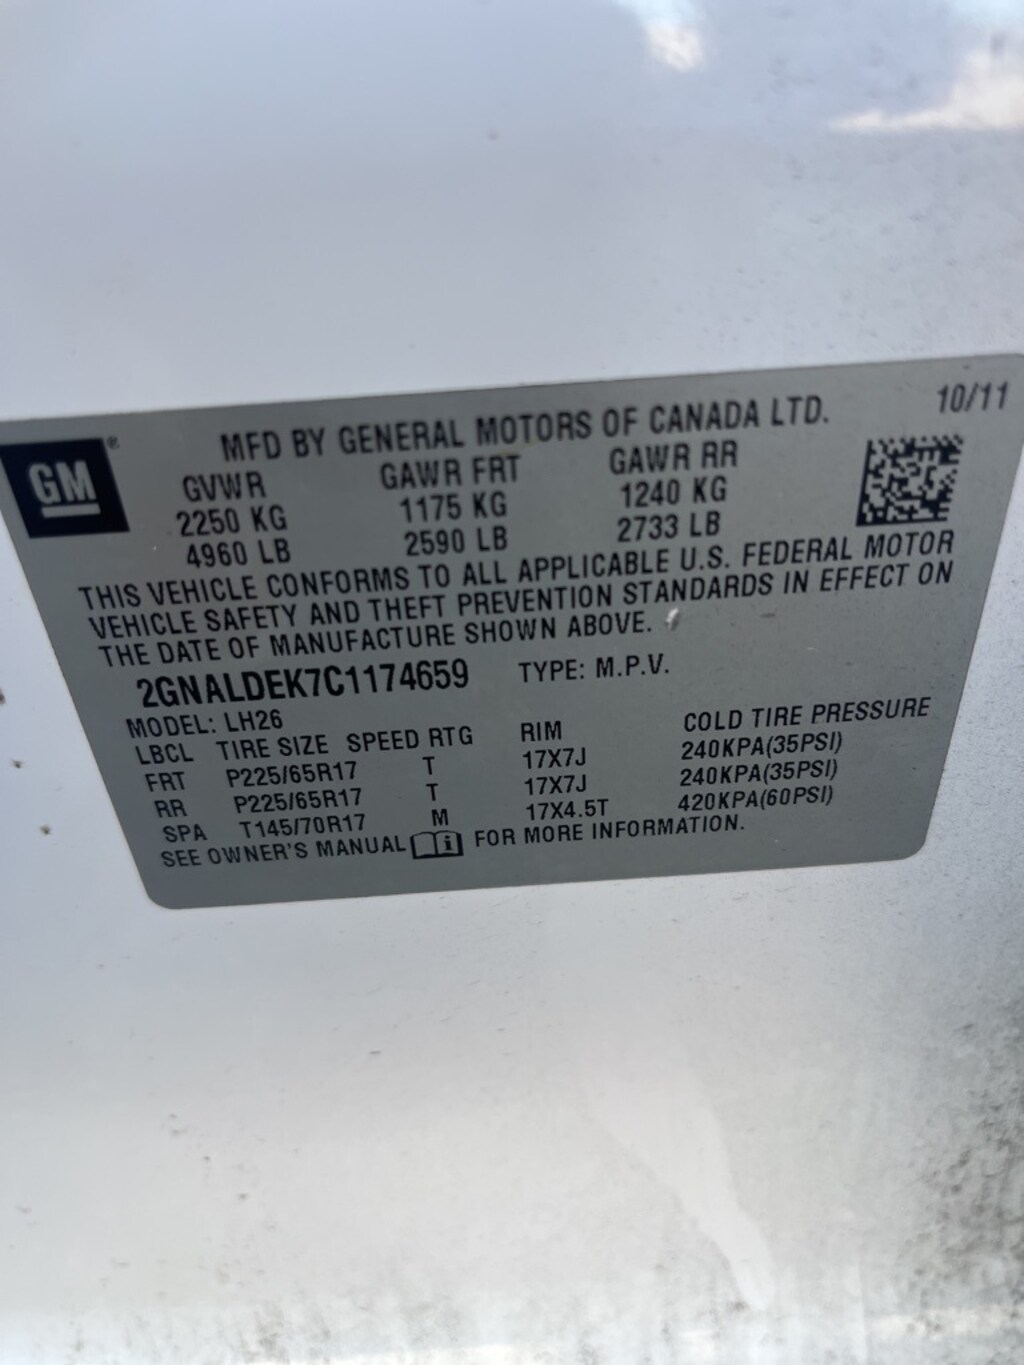 10/11
GM®
MFD BY GENERAL MOTORS OF CANADA LTD.
GVWR GAWR FRT GAWR RR
2250 KG 1175 KG 1240 KG
4960 LB 2590 LB 2733 LB
THIS VEHICLE CONFORMS TO ALL APPLICABLE U.S. FEDERAL MOTOR
VEHICLE SAFETY AND THEFT PREVENTION STANDARDS IN EFFECT ON
THE DATE OF MANUFACTURE SHOWN ABOVE.
2GNALDEK7C1174659 TYPE: M.P.V.
MODEL: LH26
LBCL TIRE SIZE SPEED RTG RIM COLD TIRE PRESSURE
FRT P225/65R17 T 17X7J 240KPA(35PSI)
RR P225/65R17 T 17X7J 240KPA(35PSI)
SPA T145/70R17 M 17X4.5T 420KPA(60PSI)
SEE OWNER'S MANUAL i FOR MORE INFORMATION.